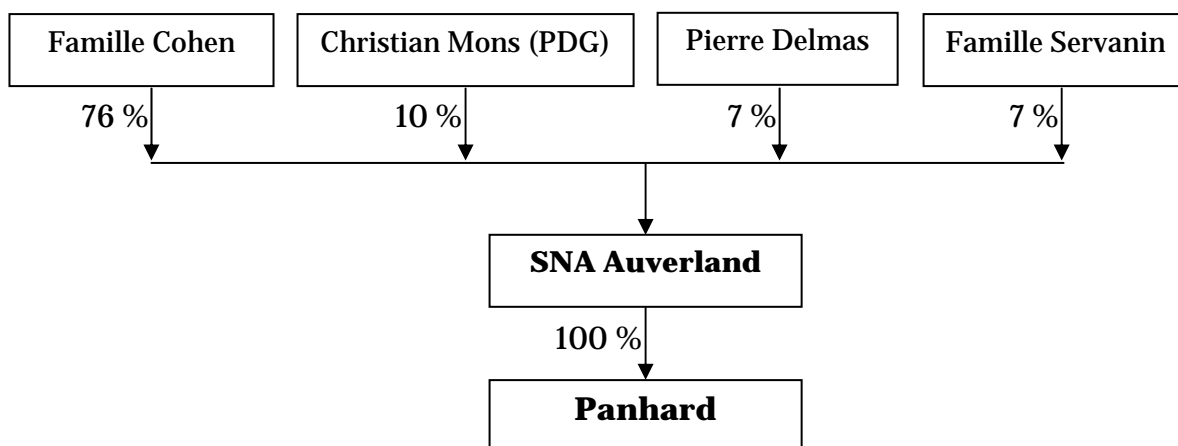 Famille Cohen
Christian Mons (PDG)
Pierre Delmas
Famille Servanin
76 %
10 %
7 %
7 %
SNA Auverland
100 %
Panhard